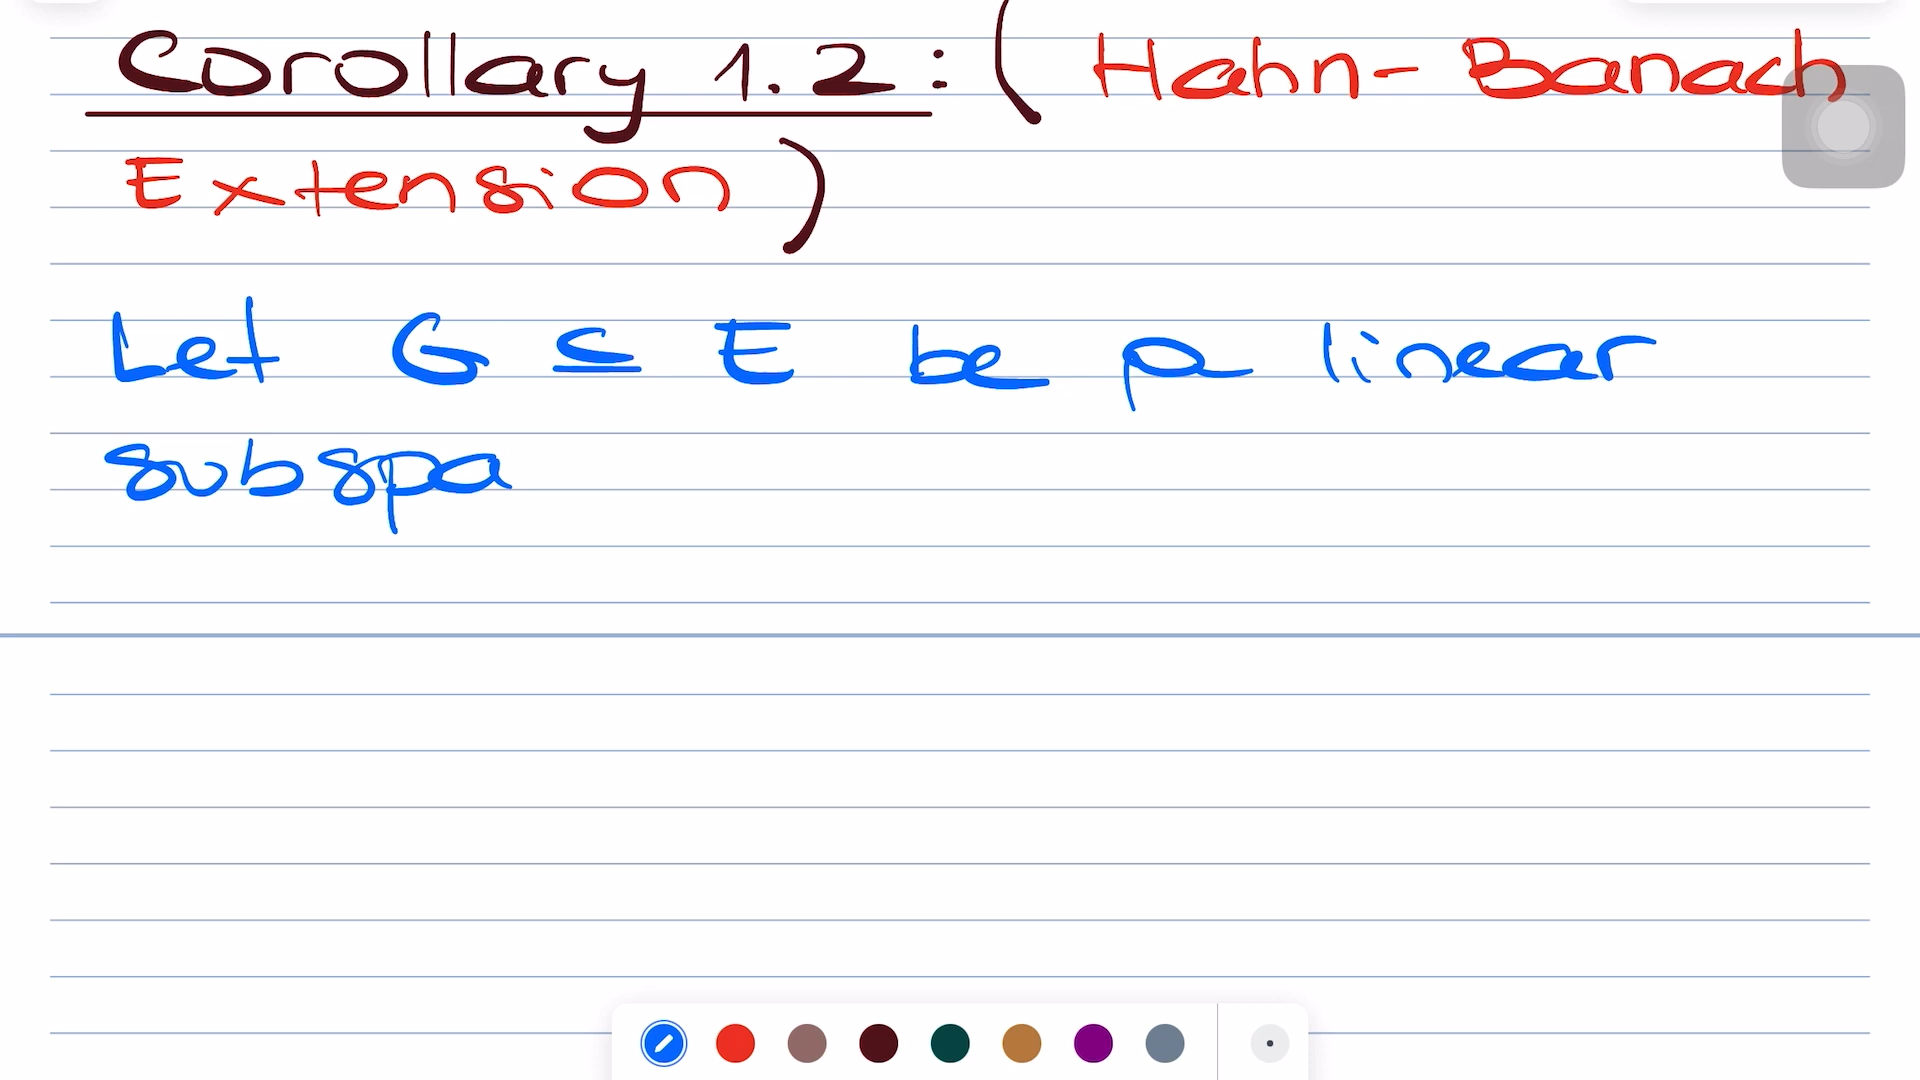 Corollary 1.2: (Hahn-Banach
Extension)
Let G ⊆ E be a linear
subspa